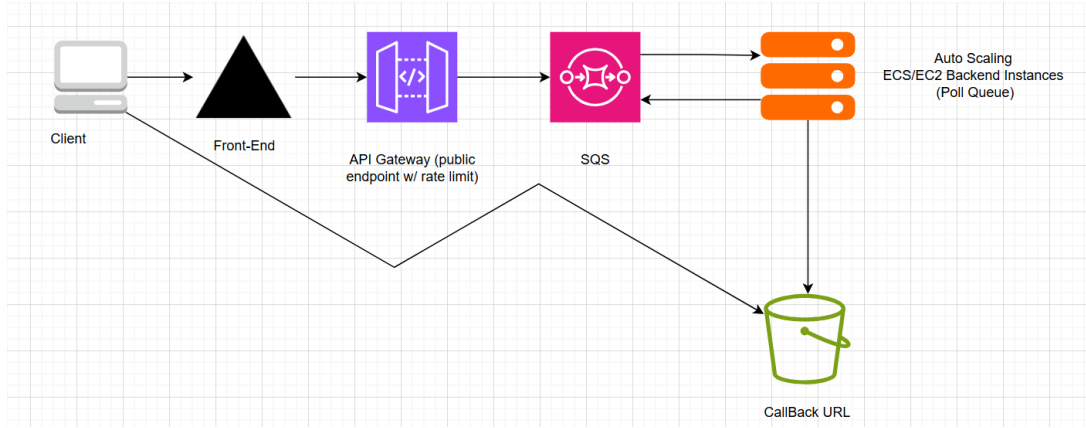 Client
Front-End
API Gateway (public
endpoint w/ rate limit)
SQS
Auto Scaling
ECS/EC2 Backend Instances
(Poll Queue)
CallBack URL